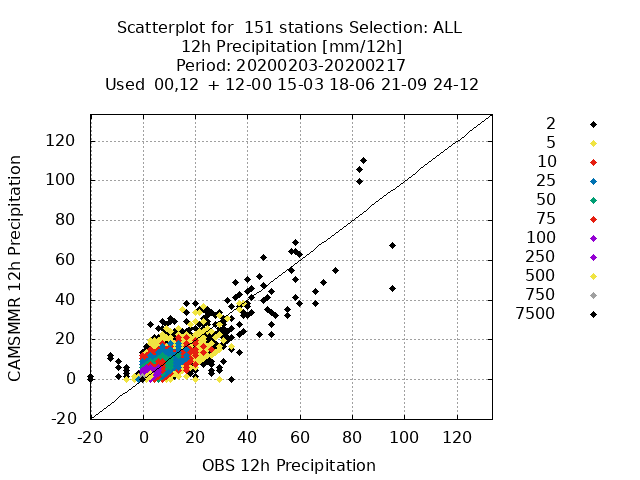 Scatterplot for  151 stations Selection: ALL
12h Precipitation [mm/12h]
Period: 20200203-20200217
Used  00,12  + 12-00 15-03 18-06 21-09 24-12
CAMSMMR 12h Precipitation
120
100
80
60
40
20
0
-20
-20 0 20 40 60 80 100 120
OBS 12h Precipitation
2
5
10
25
50
75
100
250
500
750
7500